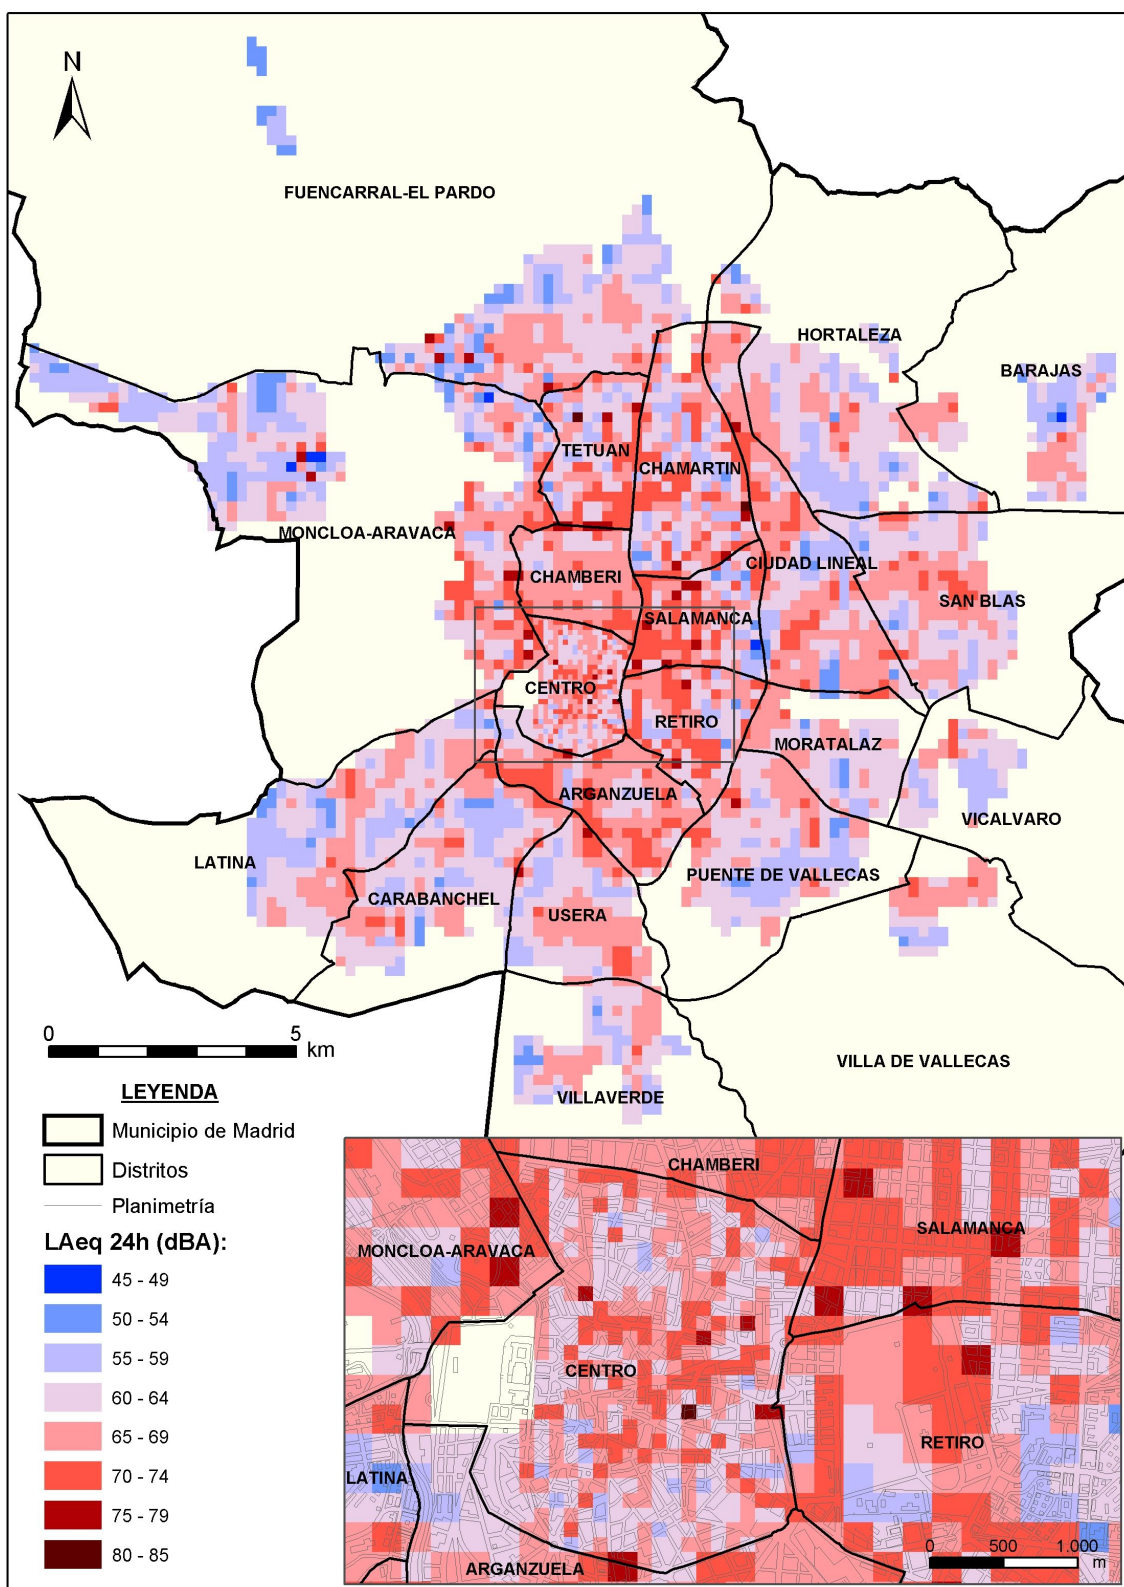 N
FUENCARRAL-EL PARDO
HORTALEZA
BARAJAS
TETUAN
CHAMARTIN
MONCLOA-ARAVACA
CHAMBERI
CIUDAD LINEAL
SAN BLAS
SALAMANCA
CENTRO
RETIRO
MORATALAZ
ARGANZUELA
VICALVARO
LATINA
PUENTE DE VALLECAS
CARABANCHEL
USERA
0 5
km
VILLA DE VALLECAS
VILLAVERDE
LEYENDA
Municipio de Madrid
Distritos
Planimetría
LAeq 24h (dBA):
45 - 49
50 - 54
55 - 59
60 - 64
65 - 69
70 - 74
75 - 79
80 - 85
CHAMBERI
SALAMANCA
MONCLOA-ARAVACA
CENTRO
RETIRO
LATINA
0 500 1.000
m
ARGANZUELA